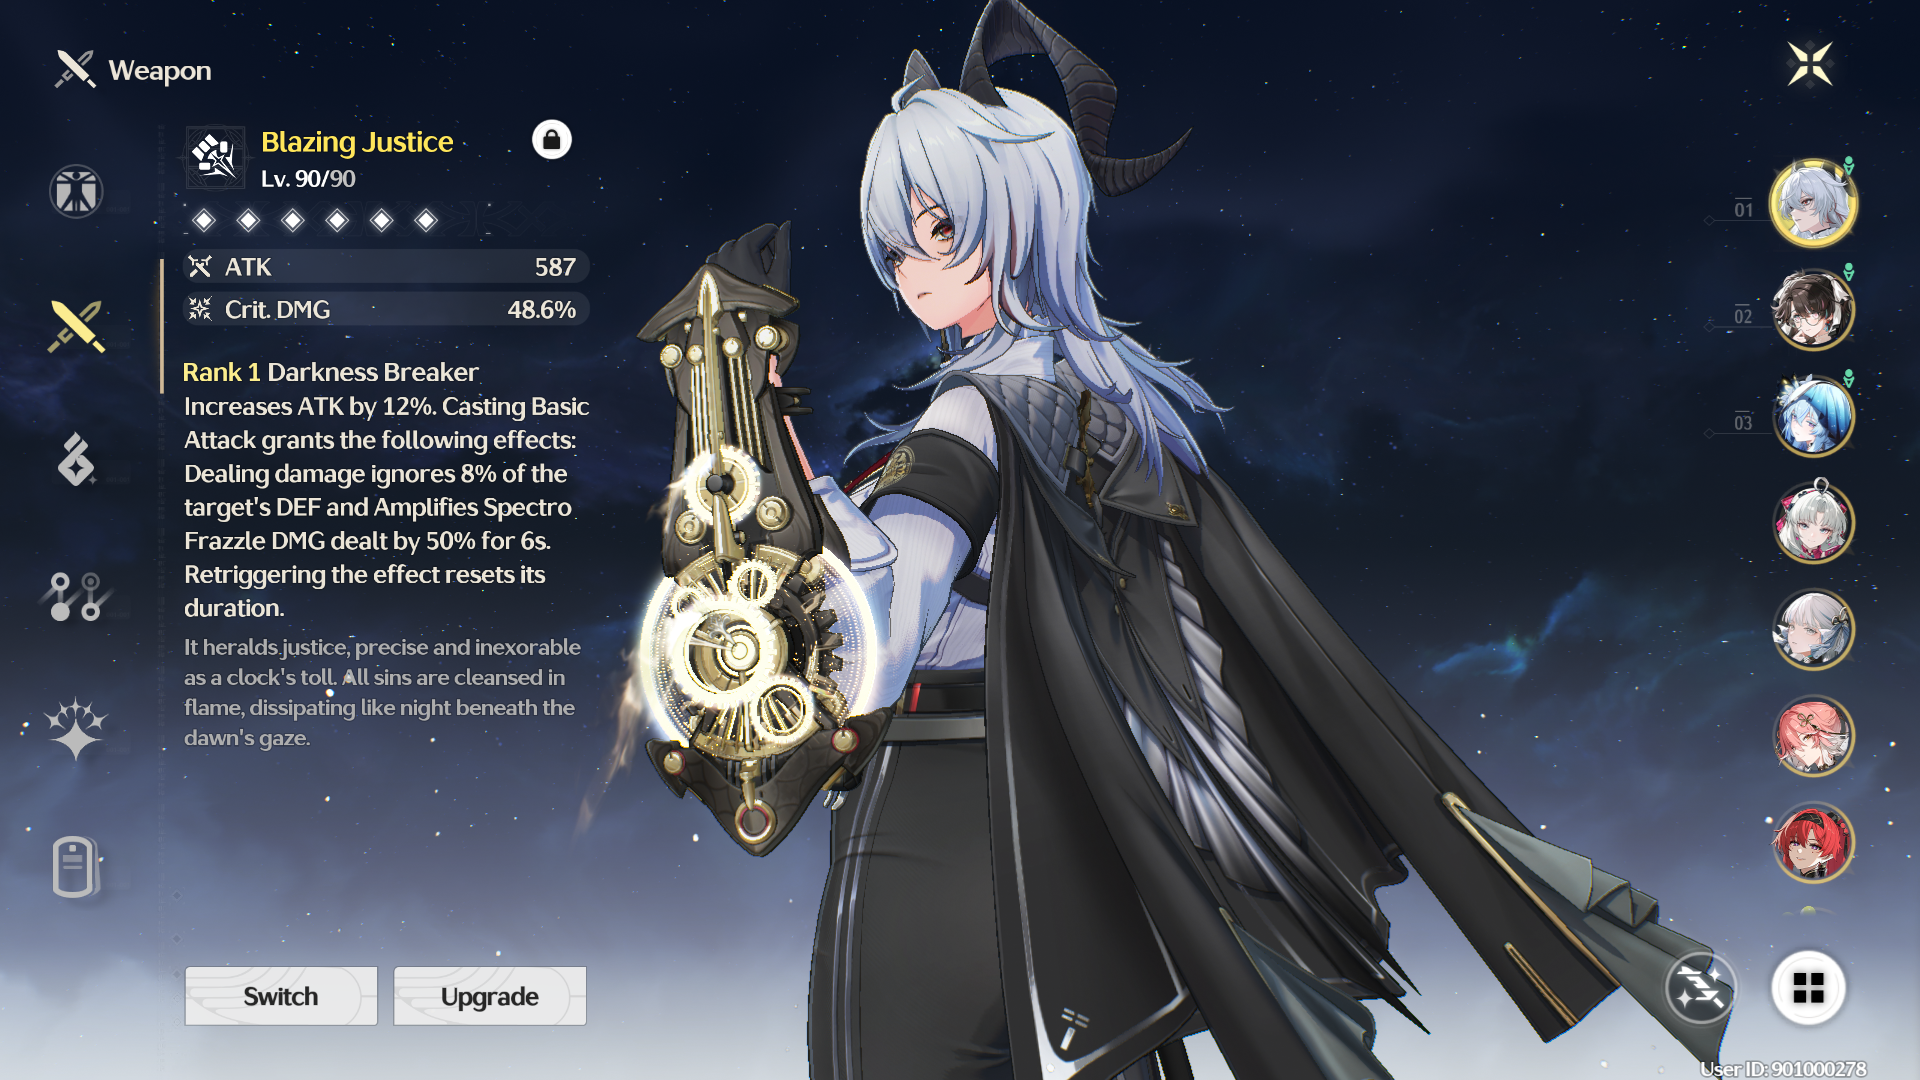 Weapon
Blazing Justice
Lv. 90/90
ATK 587
Crit. DMG 48.6%
Rank 1 Darkness Breaker
Increases ATK by 12%. Casting Basic
Attack grants the following effects:
Dealing damage ignores 8% of the
target's DEF and Amplifies Spectro
Frazzle DMG dealt by 50% for 6s.
Retriggering the effect resets its
duration.
It heralds justice, precise and inexorable
as a clock's toll. All sins are cleansed in
flame, dissipating like night beneath the
dawn's gaze.
Switch
Upgrade
01
02
03
User ID: 901000278